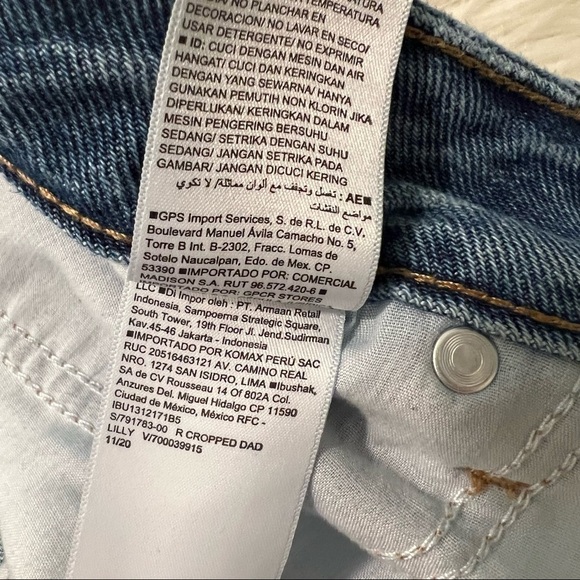 TEMPERATURA
/NO PLANCHAR EN
DECORACION/ NO LAVAR EN SECO/
USAR DETERGENTE/ NO EXPRIMIR
■ ID: CUCI DENGAN MESIN DAN AIR
HANGAT/ CUCI DAN KERINGKAN
DENGAN YANG SEWARNA/ HANYA
GUNAKAN PEMUTIH NON KLORIN JIKA
DIPERLUKAN/ KERINGKAN DALAM
MESIN PENGERING BERSUHU
SEDANG/ SETRIKA DENGAN SUHU
SEDANG/ JANGAN SETRIKA PADA
GAMBAR/ JANGAN DICUCI KERING
■AE : تغسل وتجفف مع ألوان مماثلة/ لا تكوي
مواضع النقشات
■GPS Import Services, S. de R.L. de C.V,
Boulevard Manuel Ávila Camacho No. 5,
Torre B Int. B-2302, Fracc. Lomas de
Sotelo Naucalpan, Edo. de Mex. CP.
53390 ■IMPORTADO POR: COMERCIAL
MADISON S.A. RUT 96.572.420-6 ■
IMPORTADO POR: GPCR STORES
LLC ■Di Impor oleh : PT. Armaan Retail
Indonesia, Sampoerna Strategic Square,
South Tower, 19th Floor Jl. Jend.Sudirman
Kav.45-46 Jakarta - Indonesia
■IMPORTADO POR KOMAX PERÚ SAC
RUC 20516463121 AV. CAMINO REAL
NRO. 1274 SAN ISIDRO, LIMA ■Ibushak,
SA de CV Rousseau 14 Of 802A Col.
Anzures Del. Miguel Hidalgo CP 11590
Ciudad de México, México RFC -
IBU1312171B5
S/791783-00 R CROPPED DAD
LILLY V/700039915
11/20